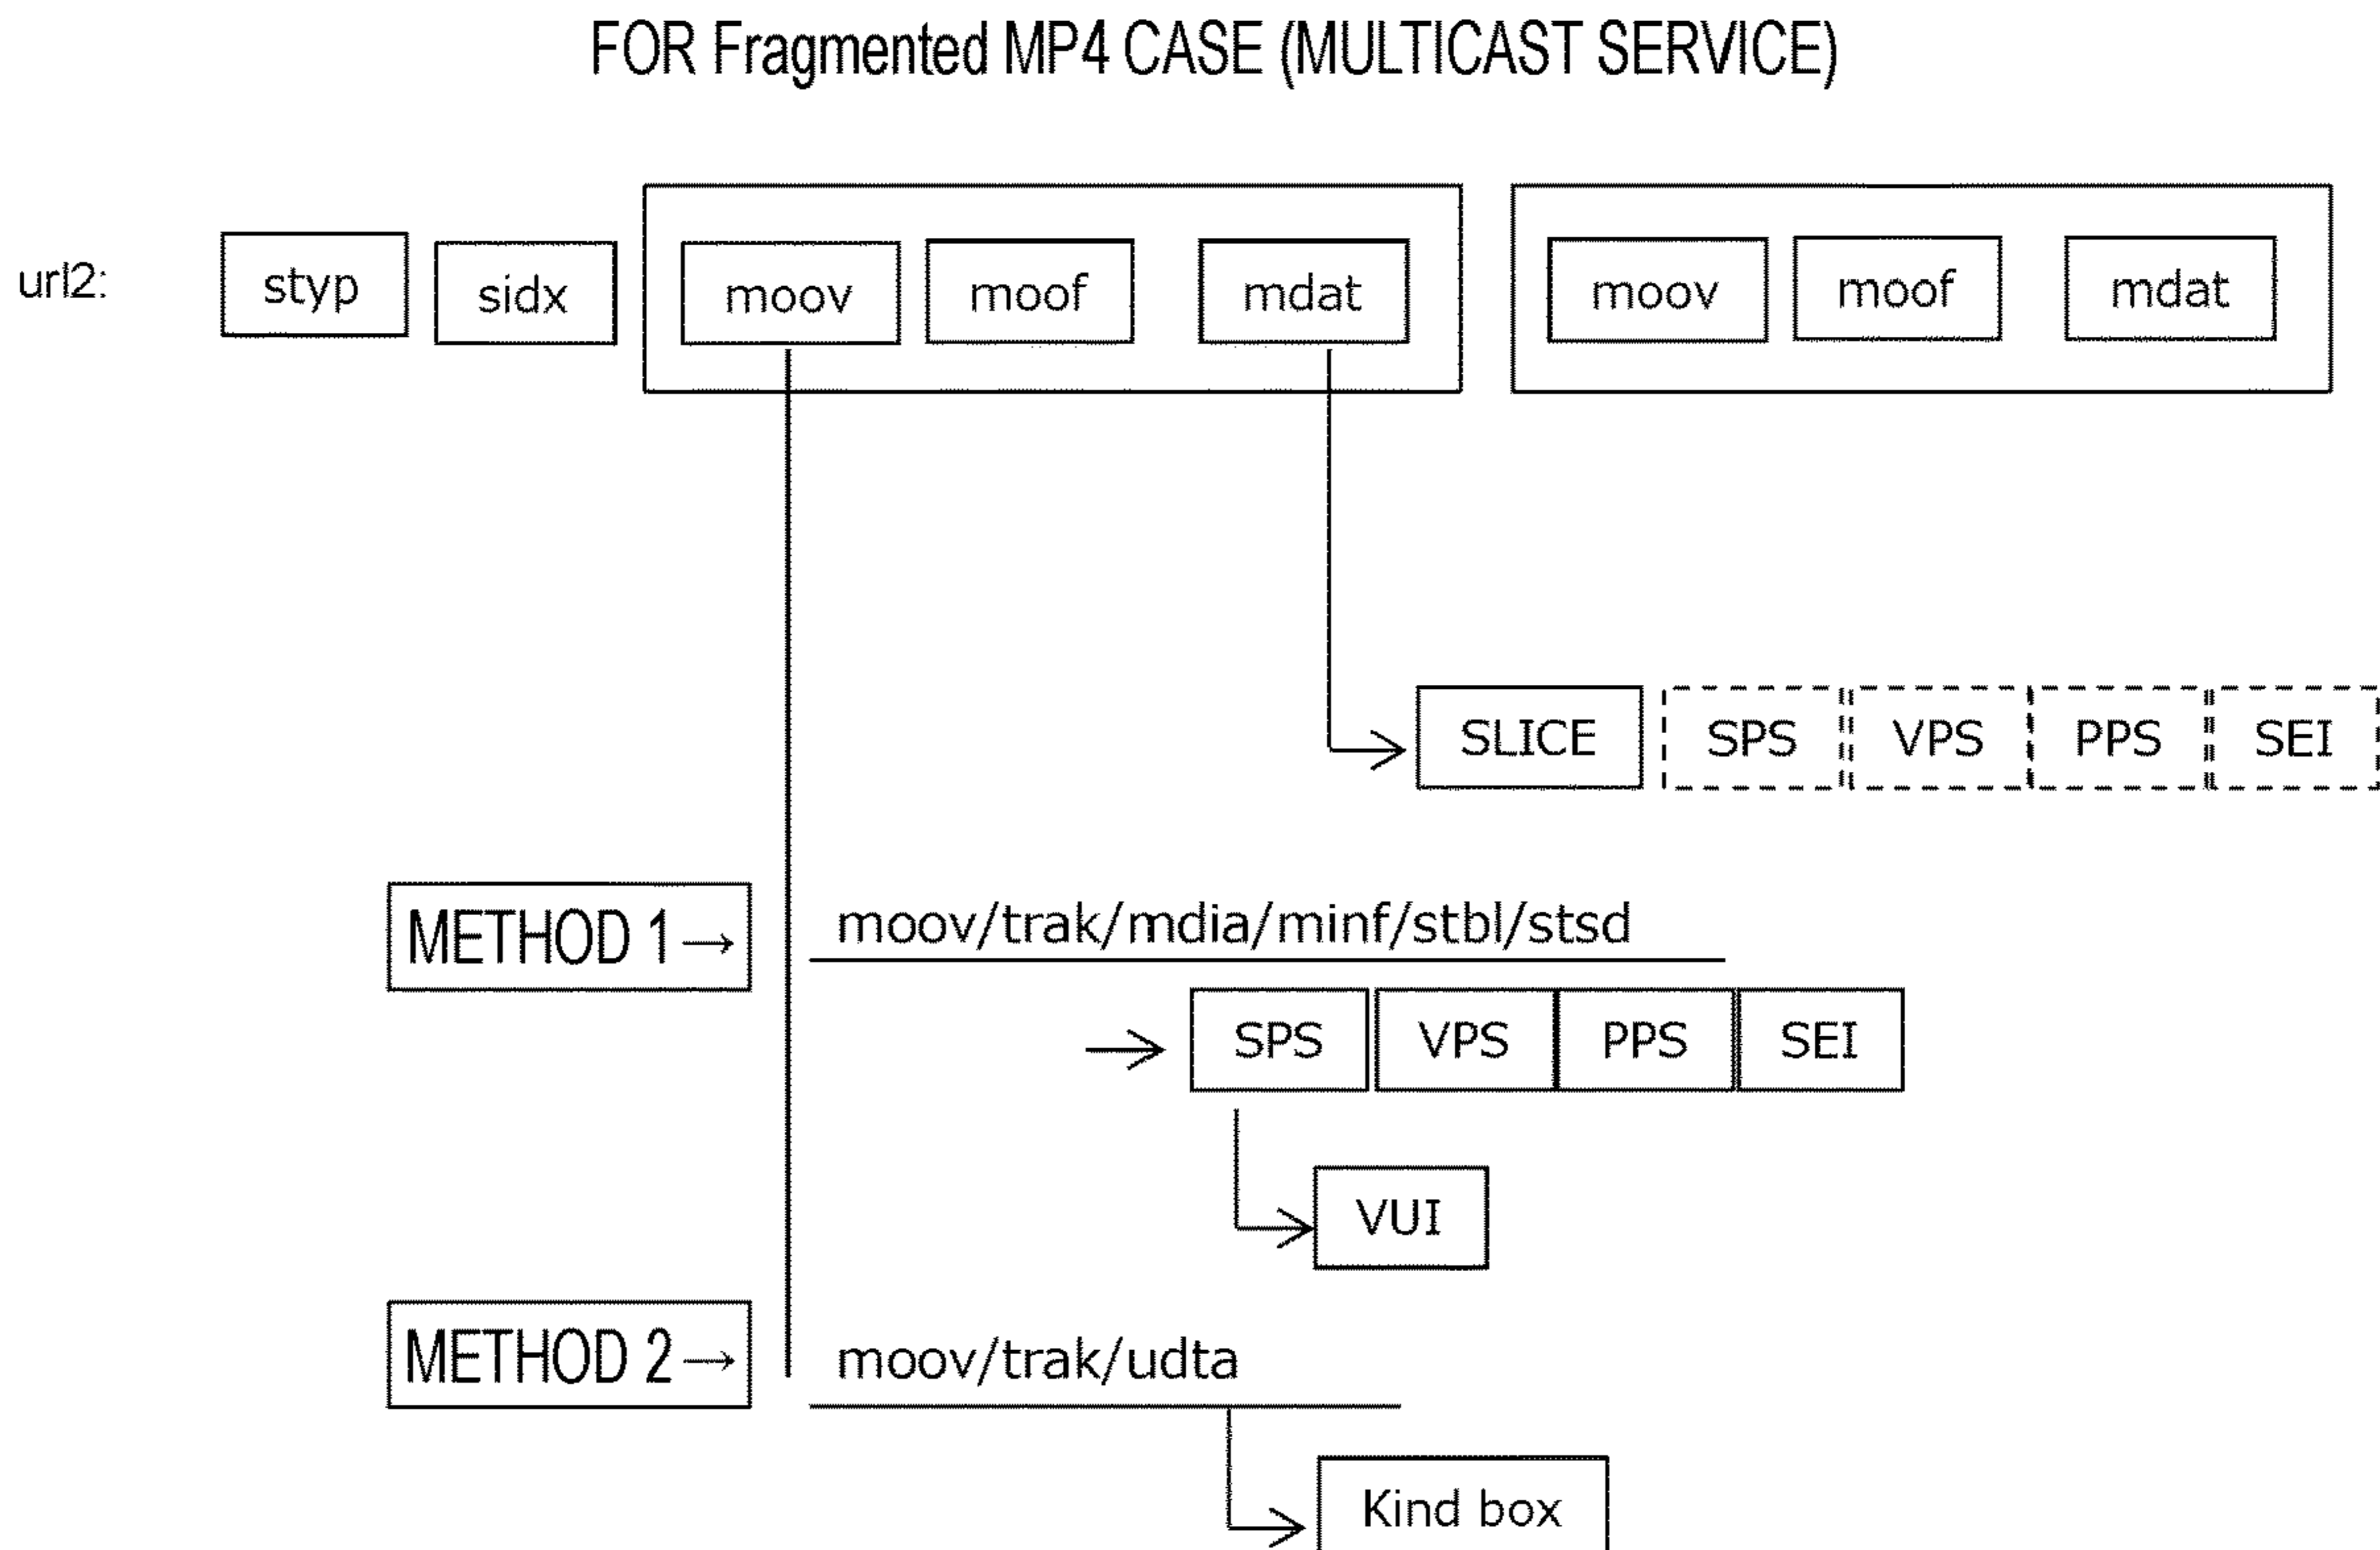 FOR Fragmented MP4 CASE (MULTICAST SERVICE)
url2: styp sidx moov moof mdat moov moof mdat
SLICE SPS VPS PPS SEI
METHOD 1→ moov/trak/mdia/minf/stbl/stsd
SPS VPS PPS SEI
VUI
METHOD 2→ moov/trak/udta
Kind box